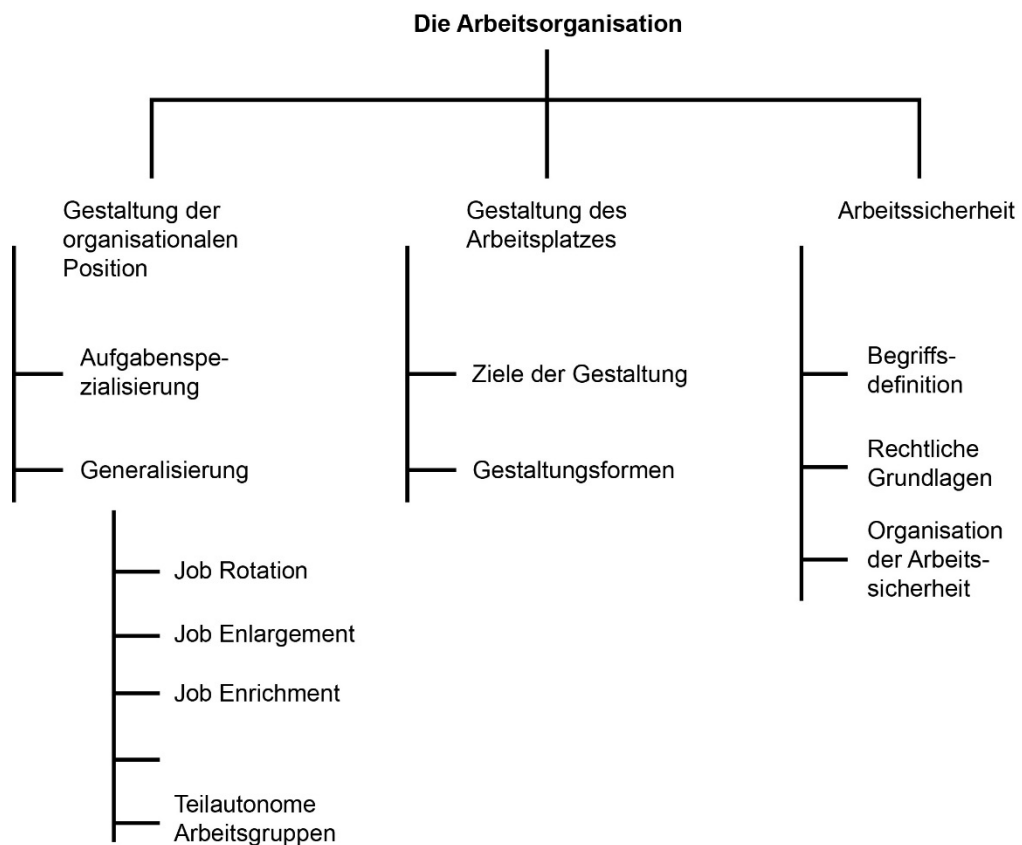 Die Arbeitsorganisation
Gestaltung der
organisationalen
Position
Aufgabenspe-
zialisierung
Generalisierung
Job Rotation
Job Enlargement
Job Enrichment
Teilautonome
Arbeitsgruppen
Gestaltung des
Arbeitsplatzes
Ziele der Gestaltung
Gestaltungsformen
Arbeitssicherheit
Begriffs-
definition
Rechtliche
Grundlagen
Organisation
der Arbeits-
sicherheit